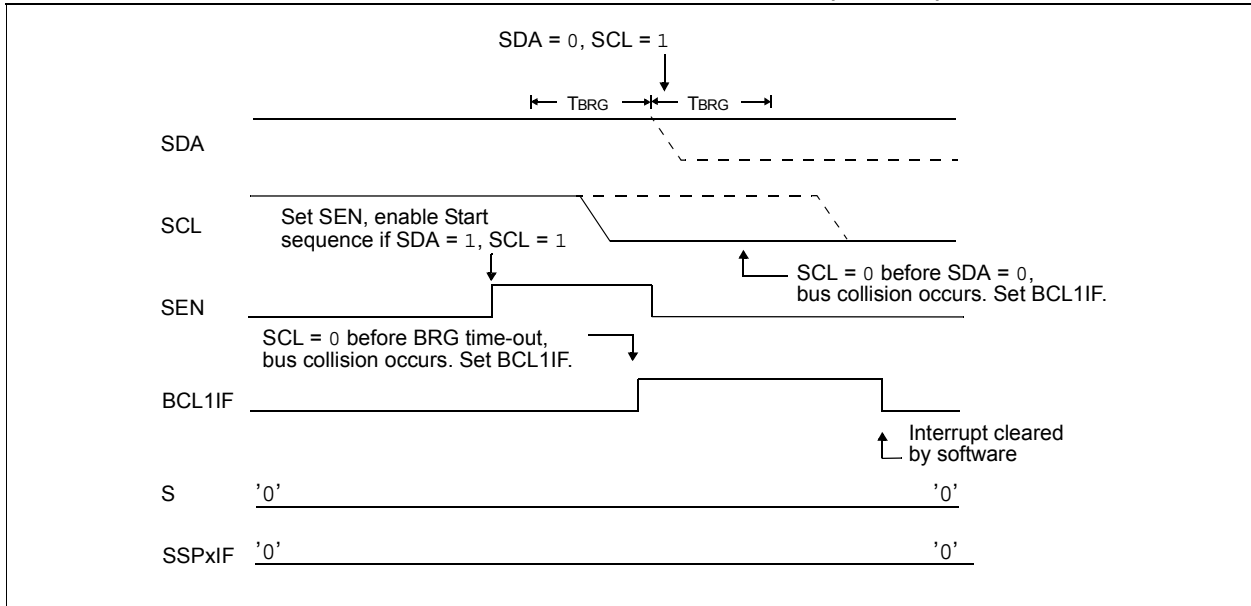 SDA = 0, SCL = 1
TBRG TBRG
SDA
SCL
Set SEN, enable Start
sequence if SDA = 1, SCL = 1
SCL = 0 before SDA = 0,
bus collision occurs. Set BCL1IF.
SEN
SCL = 0 before BRG time-out,
bus collision occurs. Set BCL1IF.
BCL1IF
Interrupt cleared
by software
S '0' '0'
SSPxIF '0' '0'